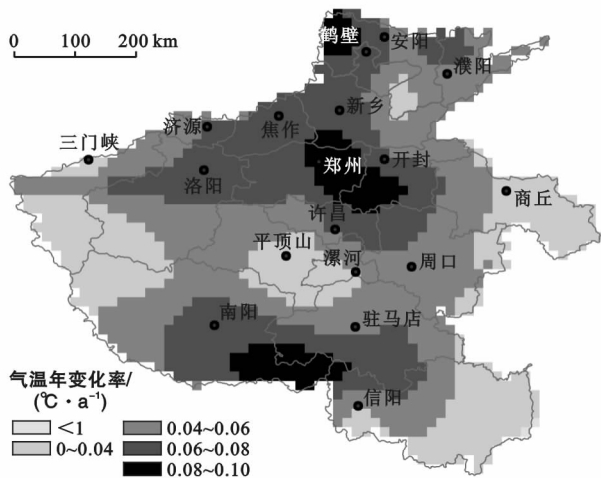 鹤壁
安阳
0 100 200 km
濮阳
新乡
济源
焦作
三门峡
郑州
开封
洛阳
商丘
许昌
平顶山
漯河
周口
南阳
驻马店
气温年变化率/
(℃·a⁻¹)
信阳
<1
0.04~0.06
0~0.04
0.06~0.08
0.08~0.10